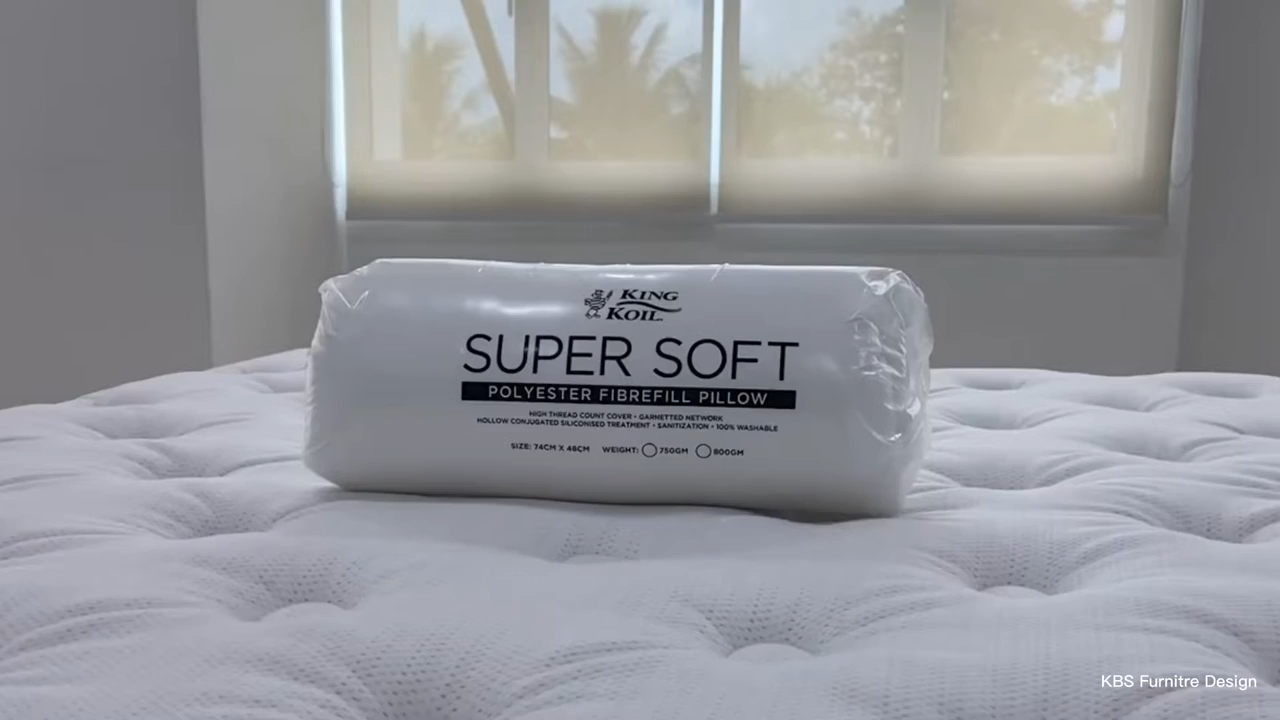 KING
KOIL
SUPER SOFT
POLYESTER FIBREFILL PILLOW
HIGH THREAD COUNT COVER • GARNETTED NETWORK
HOLLOW CONJUGATED SILICONISED TREATMENT • SANITIZATION • 100% WASHABLE
SIZE: 74CM X 48CM WEIGHT: 750GM 800GM
KBS Furnitre Design